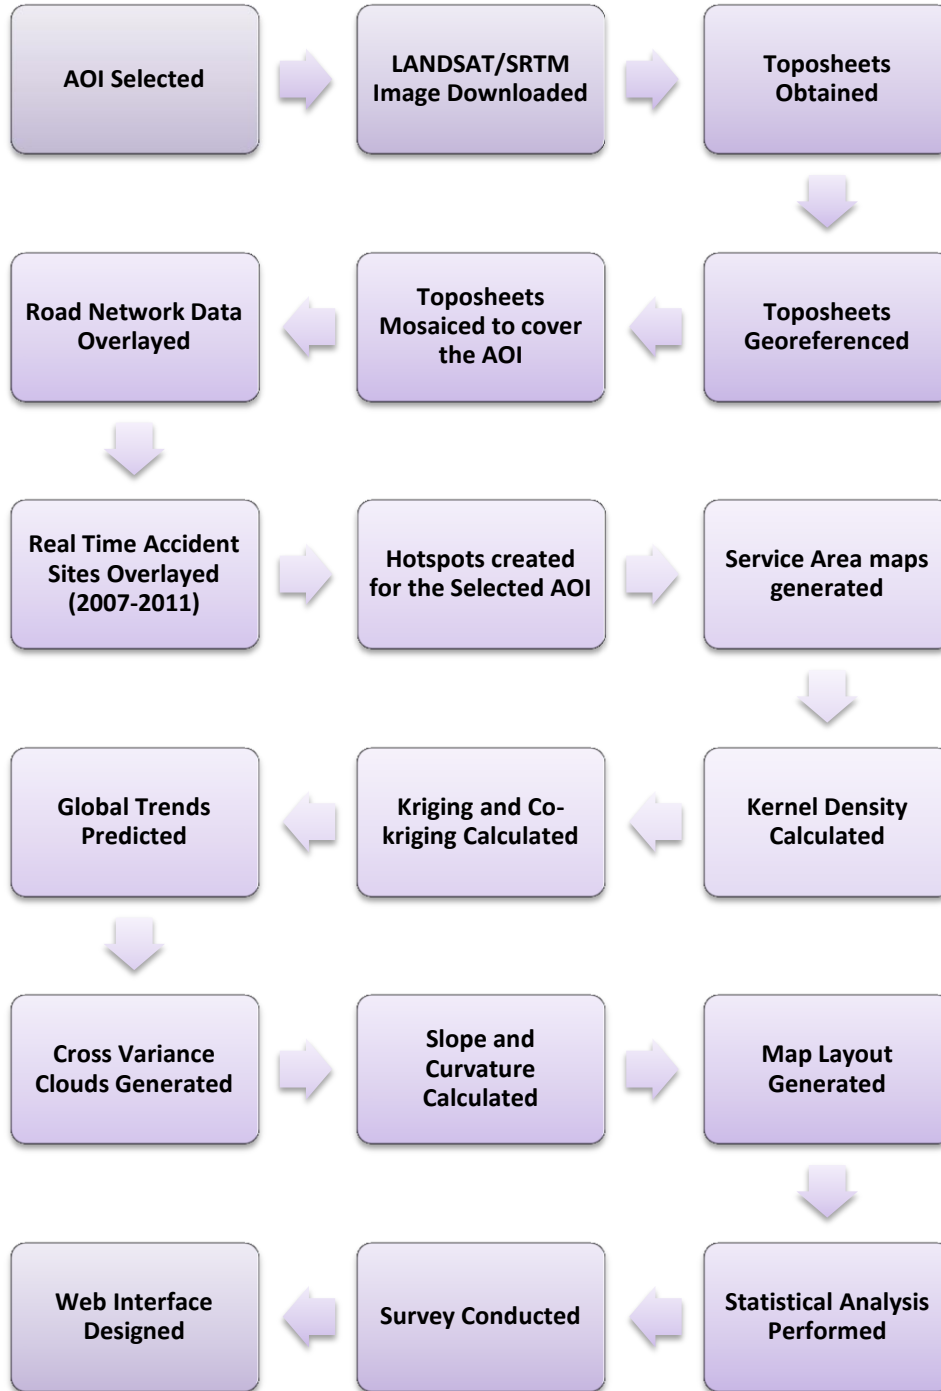 AOI Selected
LANDSAT/SRTM
Image Downloaded
Toposheets
Obtained
Toposheets
Georeferenced
Toposheets
Mosaiced to cover
the AOI
Road Network Data
Overlayed
Real Time Accident
Sites Overlayed
(2007-2011)
Hotspots created
for the Selected AOI
Service Area maps
generated
Kernel Density
Calculated
Kriging and Co-
kriging Calculated
Global Trends
Predicted
Cross Variance
Clouds Generated
Slope and
Curvature
Calculated
Map Layout
Generated
Statistical Analysis
Performed
Survey Conducted
Web Interface
Designed